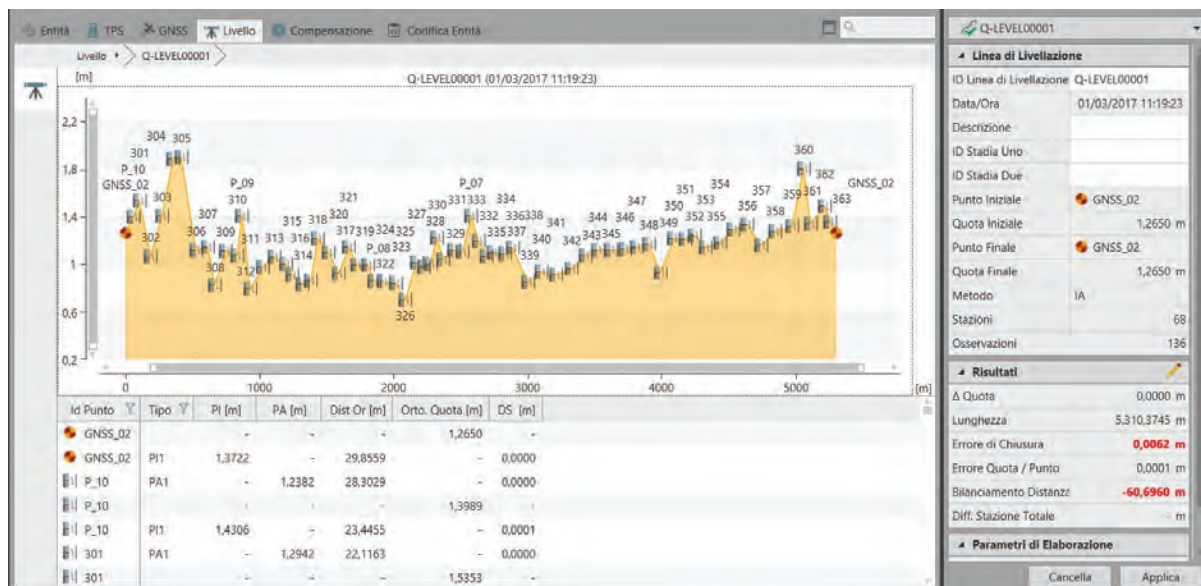 Entità TPS GNSS Livello Compensazione Codifica Entità
Livello Q-LEVEL00001
[m]
Q-LEVEL00001 (01/03/2017 11:19:23)
2,2
1,8
1,4
1
0,6
0,2
GNSS_02 P_10 301 302 303 304 305 306 307 308 309 310 P_09 311 312 313 314 315 316 318 320 317 321 319 P_08 322 324 323 325 326 327 328 330 329 331 P_07 333 332 335 334 336 337 338 339 340 341 342 343 344 345 346 347 348 349 350 351 352 353 354 355 356 357 358 359 360 361 362 363 GNSS_02
0 1000 2000 3000 4000 5000 [m]
Id Punto Tipo PI [m] PA [m] Dist Or [m] Orto. Quota [m] DS [m]
GNSS_02 - - - 1,2650 -
GNSS_02 PI1 1,3722 - 29,8559 - 0,0000
P_10 PA1 - 1,2382 28,3029 - 0,0000
P_10 - - - 1,3989 -
P_10 PI1 1,4306 - 23,4455 - 0,0001
301 PA1 - 1,2942 22,1163 - 0,0000
301 - - - 1,5353 -
Q-LEVEL00001
Linea di Livellazione
ID Linea di Livellazione Q-LEVEL00001
Data/Ora 01/03/2017 11:19:23
Descrizione
ID Stadia Uno
ID Stadia Due
Punto Iniziale GNSS_02
Quota Iniziale 1,2650 m
Punto Finale GNSS_02
Quota Finale 1,2650 m
Metodo IA
Stazioni 68
Osservazioni 136
Risultati
Δ Quota 0,0000 m
Lunghezza 5.310,3745 m
Errore di Chiusura 0,0062 m
Errore Quota / Punto 0,0001 m
Bilanciamento Distanza -60,6960 m
Diff. Stazione Totale - m
Parametri di Elaborazione
Cancella Applica